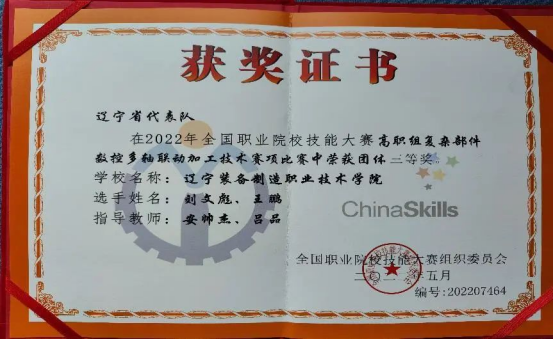 获奖证书
辽宁省代表队
在2022年全国职业院校技能大赛高职组复杂部件
数控多轴联动加工技术赛项比赛中荣获团体三等奖。
学校名称：辽宁装备制造职业技术学院
选手姓名：刘文彪、王鹏
指导教师：安帅杰、吕品
ChinaSkills
全国职业院校技能大赛组织委员会
二〇二 年五月
编号:202207464